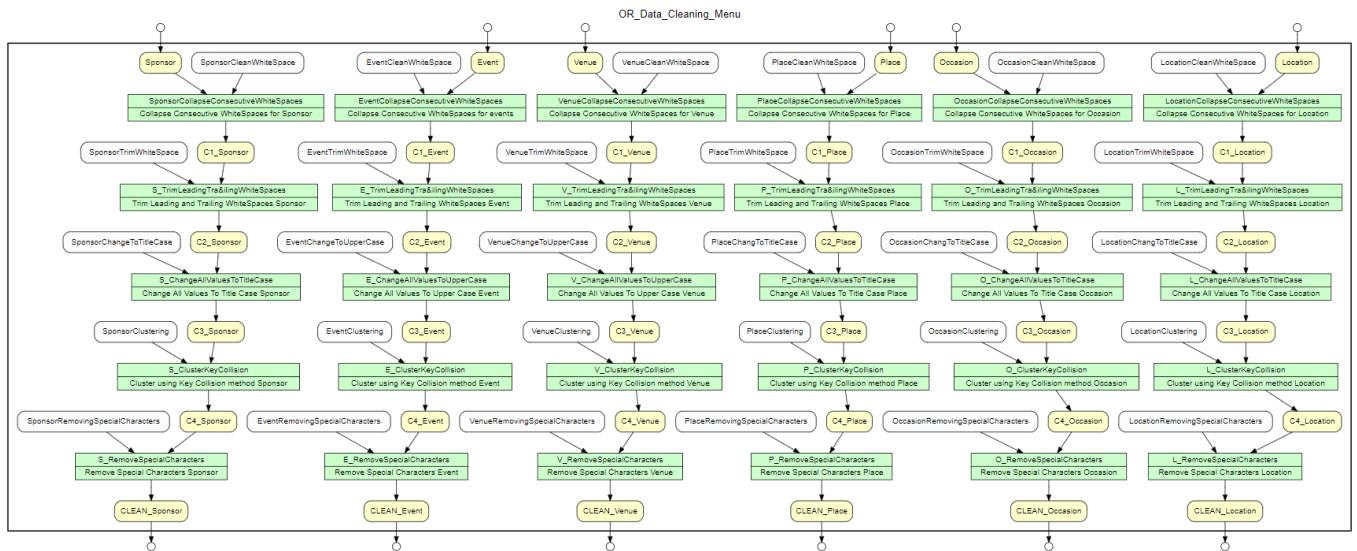 OR_Data_Cleaning_Menu
Sponsor
SponsorCleanWhiteSpace
EventCleanWhiteSpace
Event
Venue
VenueCleanWhiteSpace
PlaceCleanWhiteSpace
Place
Occasion
OccasionCleanWhiteSpace
LocationCleanWhiteSpace
Location
SponsorCollapseConsecutiveWhiteSpaces
Collapse Consecutive WhiteSpaces for Sponsor
EventCollapseConsecutiveWhiteSpaces
Collapse Consecutive WhiteSpaces for events
VenueCollapseConsecutiveWhiteSpaces
Collapse Consecutive WhiteSpaces for Venue
PlaceCollapseConsecutiveWhiteSpaces
Collapse Consecutive WhiteSpaces for Place
OccasionCollapseConsecutiveWhiteSpaces
Collapse Consecutive WhiteSpaces for Occasion
LocationCollapseConsecutiveWhiteSpaces
Collapse Consecutive WhiteSpaces for Location
SponsorTrimWhiteSpace
C1_Sponsor
EventTrimWhiteSpace
C1_Event
VenueTrimWhiteSpace
C1_Venue
PlaceTrimWhiteSpace
C1_Place
OccasionTrimWhiteSpace
C1_Occasion
LocationTrimWhiteSpace
C1_Location
S_TrimLeadingTra&ilingWhiteSpaces
Trim Leading and Trailing WhiteSpaces Sponsor
E_TrimLeadingTra&ilingWhiteSpaces
Trim Leading and Trailing WhiteSpaces Event
V_TrimLeadingTra&ilingWhiteSpaces
Trim Leading and Trailing WhiteSpaces Venue
P_TrimLeadingTra&ilingWhiteSpaces
Trim Leading and Trailing WhiteSpaces Place
O_TrimLeadingTra&ilingWhiteSpaces
Trim Leading and Trailing WhiteSpaces Occasion
L_TrimLeadingTra&ilingWhiteSpaces
Trim Leading and Trailing WhiteSpaces Location
SponsorChangeToTitleCase
C2_Sponsor
EventChangeToUpperCase
C2_Event
VenueChangeToUpperCase
C2_Venue
PlaceChangToTitleCase
C2_Place
OccasionChangToTitleCase
C2_Occasion
LocationChangToTitleCase
C2_Location
S_ChangeAllValuesToTitleCase
Change All Values To Title Case Sponsor
E_ChangeAllValuesToUpperCase
Change All Values To Upper Case Event
V_ChangeAllValuesToUpperCase
Change All Values To Upper Case Venue
P_ChangeAllValuesToTitleCase
Change All Values To Title Case Place
O_ChangeAllValuesToTitleCase
Change All Values To Title Case Occasion
L_ChangeAllValuesToTitleCase
Change All Values To Title Case Location
SponsorClustering
C3_Sponsor
EventClustering
C3_Event
VenueClustering
C3_Venue
PlaceClustering
C3_Place
OccasionClustering
C3_Occasion
LocationClustering
C3_Location
S_ClusterKeyCollision
Cluster using Key Collision method Sponsor
E_ClusterKeyCollision
Cluster using Key Collision method Event
V_ClusterKeyCollision
Cluster using Key Collision method Venue
P_ClusterKeyCollision
Cluster using Key Collision method Place
O_ClusterKeyCollision
Cluster using Key Collision method Occasion
L_ClusterKeyCollision
Cluster using Key Collision method Location
SponsorRemovingSpecialCharacters
C4_Sponsor
EventRemovingSpecialCharacters
C4_Event
VenueRemovingSpecialCharacters
C4_Venue
PlaceRemovingSpecialCharacters
C4_Place
OccasionRemovingSpecialCharacters
C4_Occasion
LocationRemovingSpecialCharacters
C4_Location
S_RemoveSpecialCharacters
Remove Special Characters Sponsor
E_RemoveSpecialCharacters
Remove Special Characters Event
V_RemoveSpecialCharacters
Remove Special Characters Venue
P_RemoveSpecialCharacters
Remove Special Characters Place
O_RemoveSpecialCharacters
Remove Special Characters Occasion
L_RemoveSpecialCharacters
Remove Special Characters Location
CLEAN_Sponsor
CLEAN_Event
CLEAN_Venue
CLEAN_Place
CLEAN_Occasion
CLEAN_Location